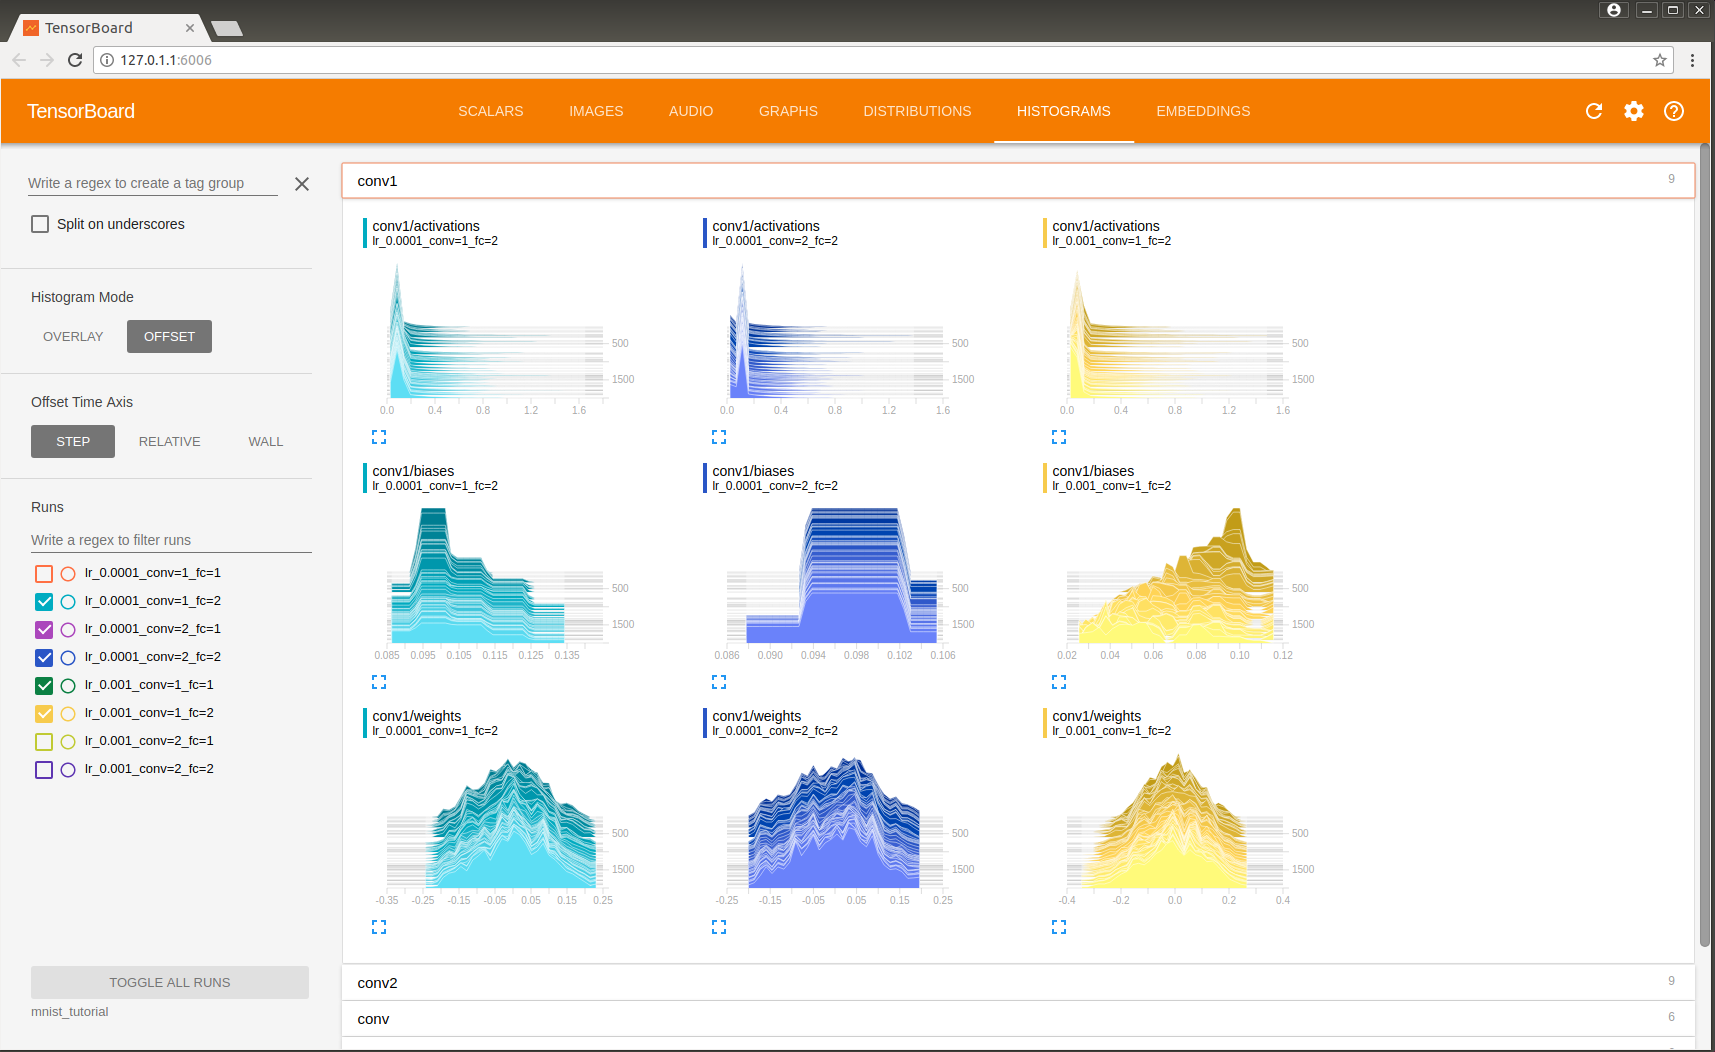 TensorBoard
127.0.1.1:6006
TensorBoard
SCALARS IMAGES AUDIO GRAPHS DISTRIBUTIONS HISTOGRAMS EMBEDDINGS
Write a regex to create a tag group
Split on underscores
Histogram Mode
OVERLAY OFFSET
Offset Time Axis
STEP RELATIVE WALL
Runs
Write a regex to filter runs
lr_0.0001_conv=1_fc=1
lr_0.0001_conv=1_fc=2
lr_0.0001_conv=2_fc=1
lr_0.0001_conv=2_fc=2
lr_0.001_conv=1_fc=1
lr_0.001_conv=1_fc=2
lr_0.001_conv=2_fc=1
lr_0.001_conv=2_fc=2
TOGGLE ALL RUNS
mnist_tutorial
conv1 9
conv1/activations
lr_0.0001_conv=1_fc=2
500
1500
0.0 0.4 0.8 1.2 1.6
conv1/activations
lr_0.0001_conv=2_fc=2
500
1500
0.0 0.4 0.8 1.2 1.6
conv1/activations
lr_0.001_conv=1_fc=2
500
1500
0.0 0.4 0.8 1.2 1.6
conv1/biases
lr_0.0001_conv=1_fc=2
500
1500
0.085 0.095 0.105 0.115 0.125 0.135
conv1/biases
lr_0.0001_conv=2_fc=2
500
1500
0.086 0.090 0.094 0.098 0.102 0.106
conv1/biases
lr_0.001_conv=1_fc=2
500
1500
0.02 0.04 0.06 0.08 0.10 0.12
conv1/weights
lr_0.0001_conv=1_fc=2
500
1500
-0.35 -0.25 -0.15 -0.05 0.05 0.15 0.25
conv1/weights
lr_0.0001_conv=2_fc=2
500
1500
-0.25 -0.15 -0.05 0.05 0.15 0.25
conv1/weights
lr_0.001_conv=1_fc=2
500
1500
-0.4 -0.2 0.0 0.2 0.4
conv2 9
conv 6